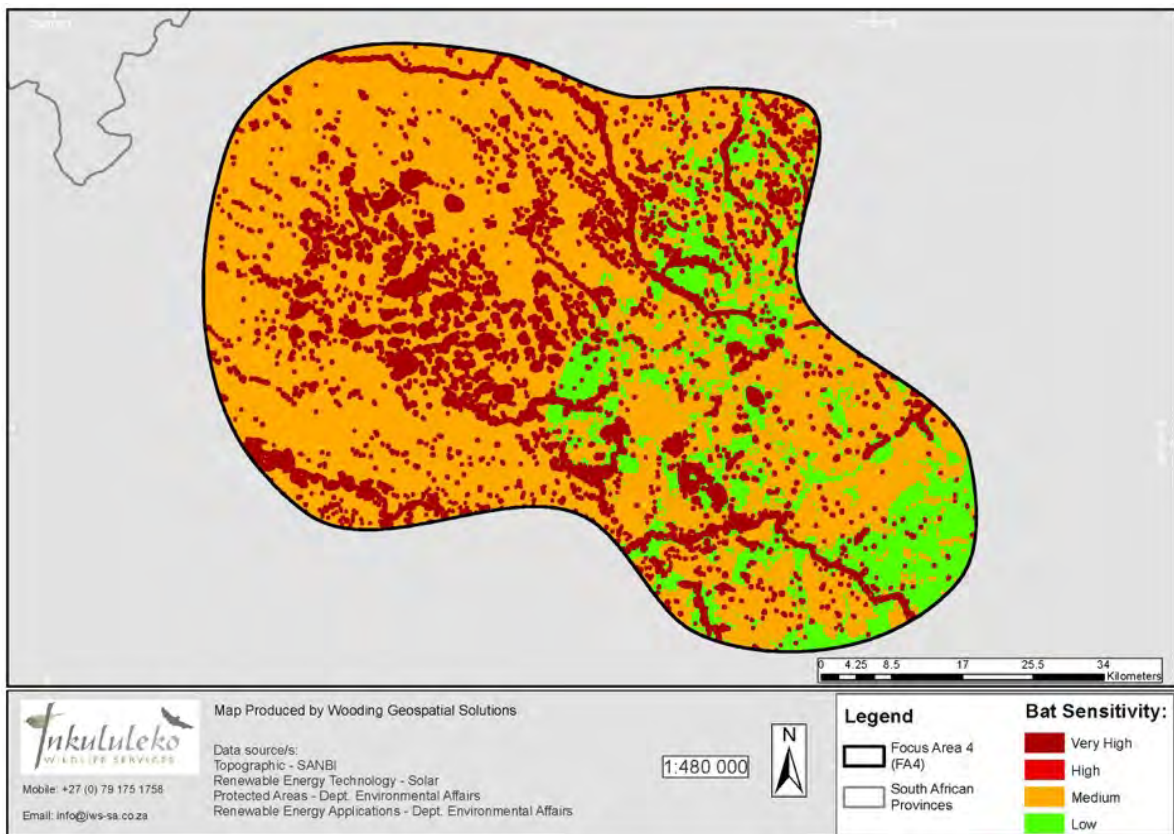 0 4.25 8.5 17 25.5 34
Kilometers
Inkululeko
WILDLIFE SERVICES
Mobile: +27 (0) 79 175 1758
Email: info@iws-sa.co.za
Map Produced by Wooding Geospatial Solutions
Data source/s:
Topographic - SANBI
Renewable Energy Technology - Solar
Protected Areas - Dept. Environmental Affairs
Renewable Energy Applications - Dept. Environmental Affairs
1:480 000
N
Legend
Focus Area 4
(FA4)
South African
Provinces
Bat Sensitivity:
Very High
High
Medium
Low